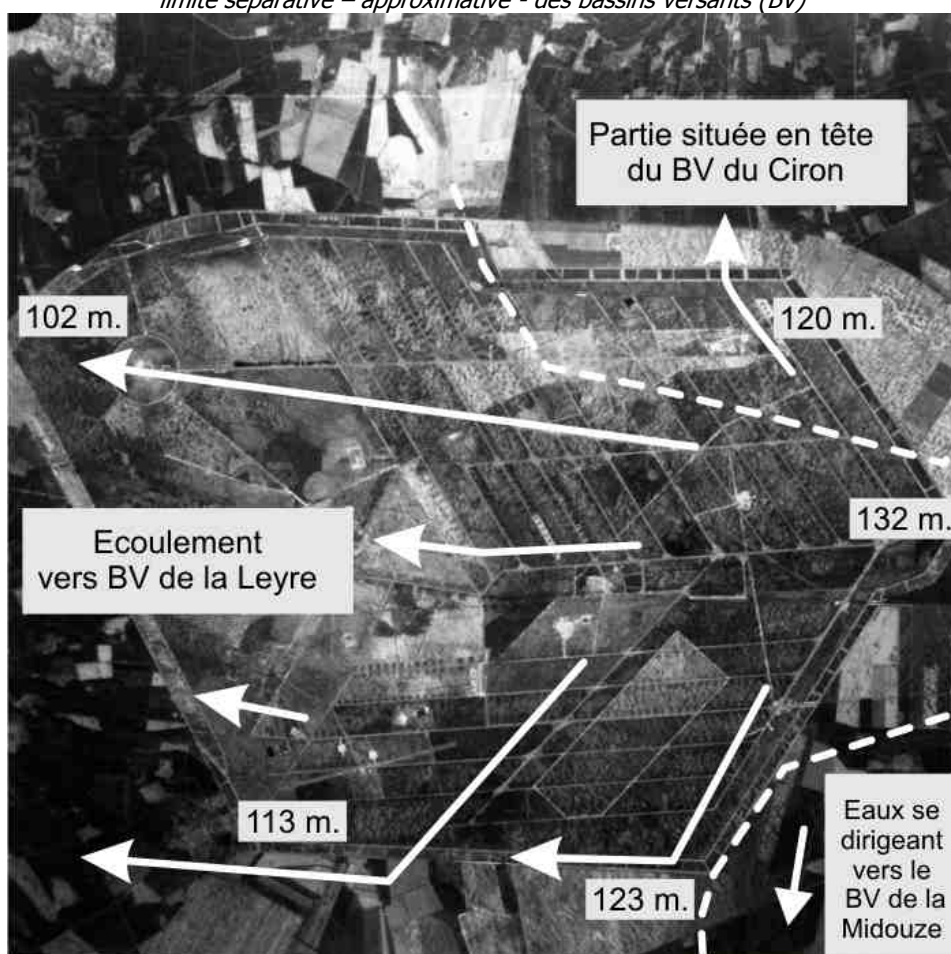 limite séparative – approximative - des bassins versants (BV)
Partie située en tête
du BV du Ciron
102 m.
120 m.
132 m.
Ecoulement
vers BV de la Leyre
113 m.
123 m.
Eaux se
dirigeant
vers le
BV de la
Midouze